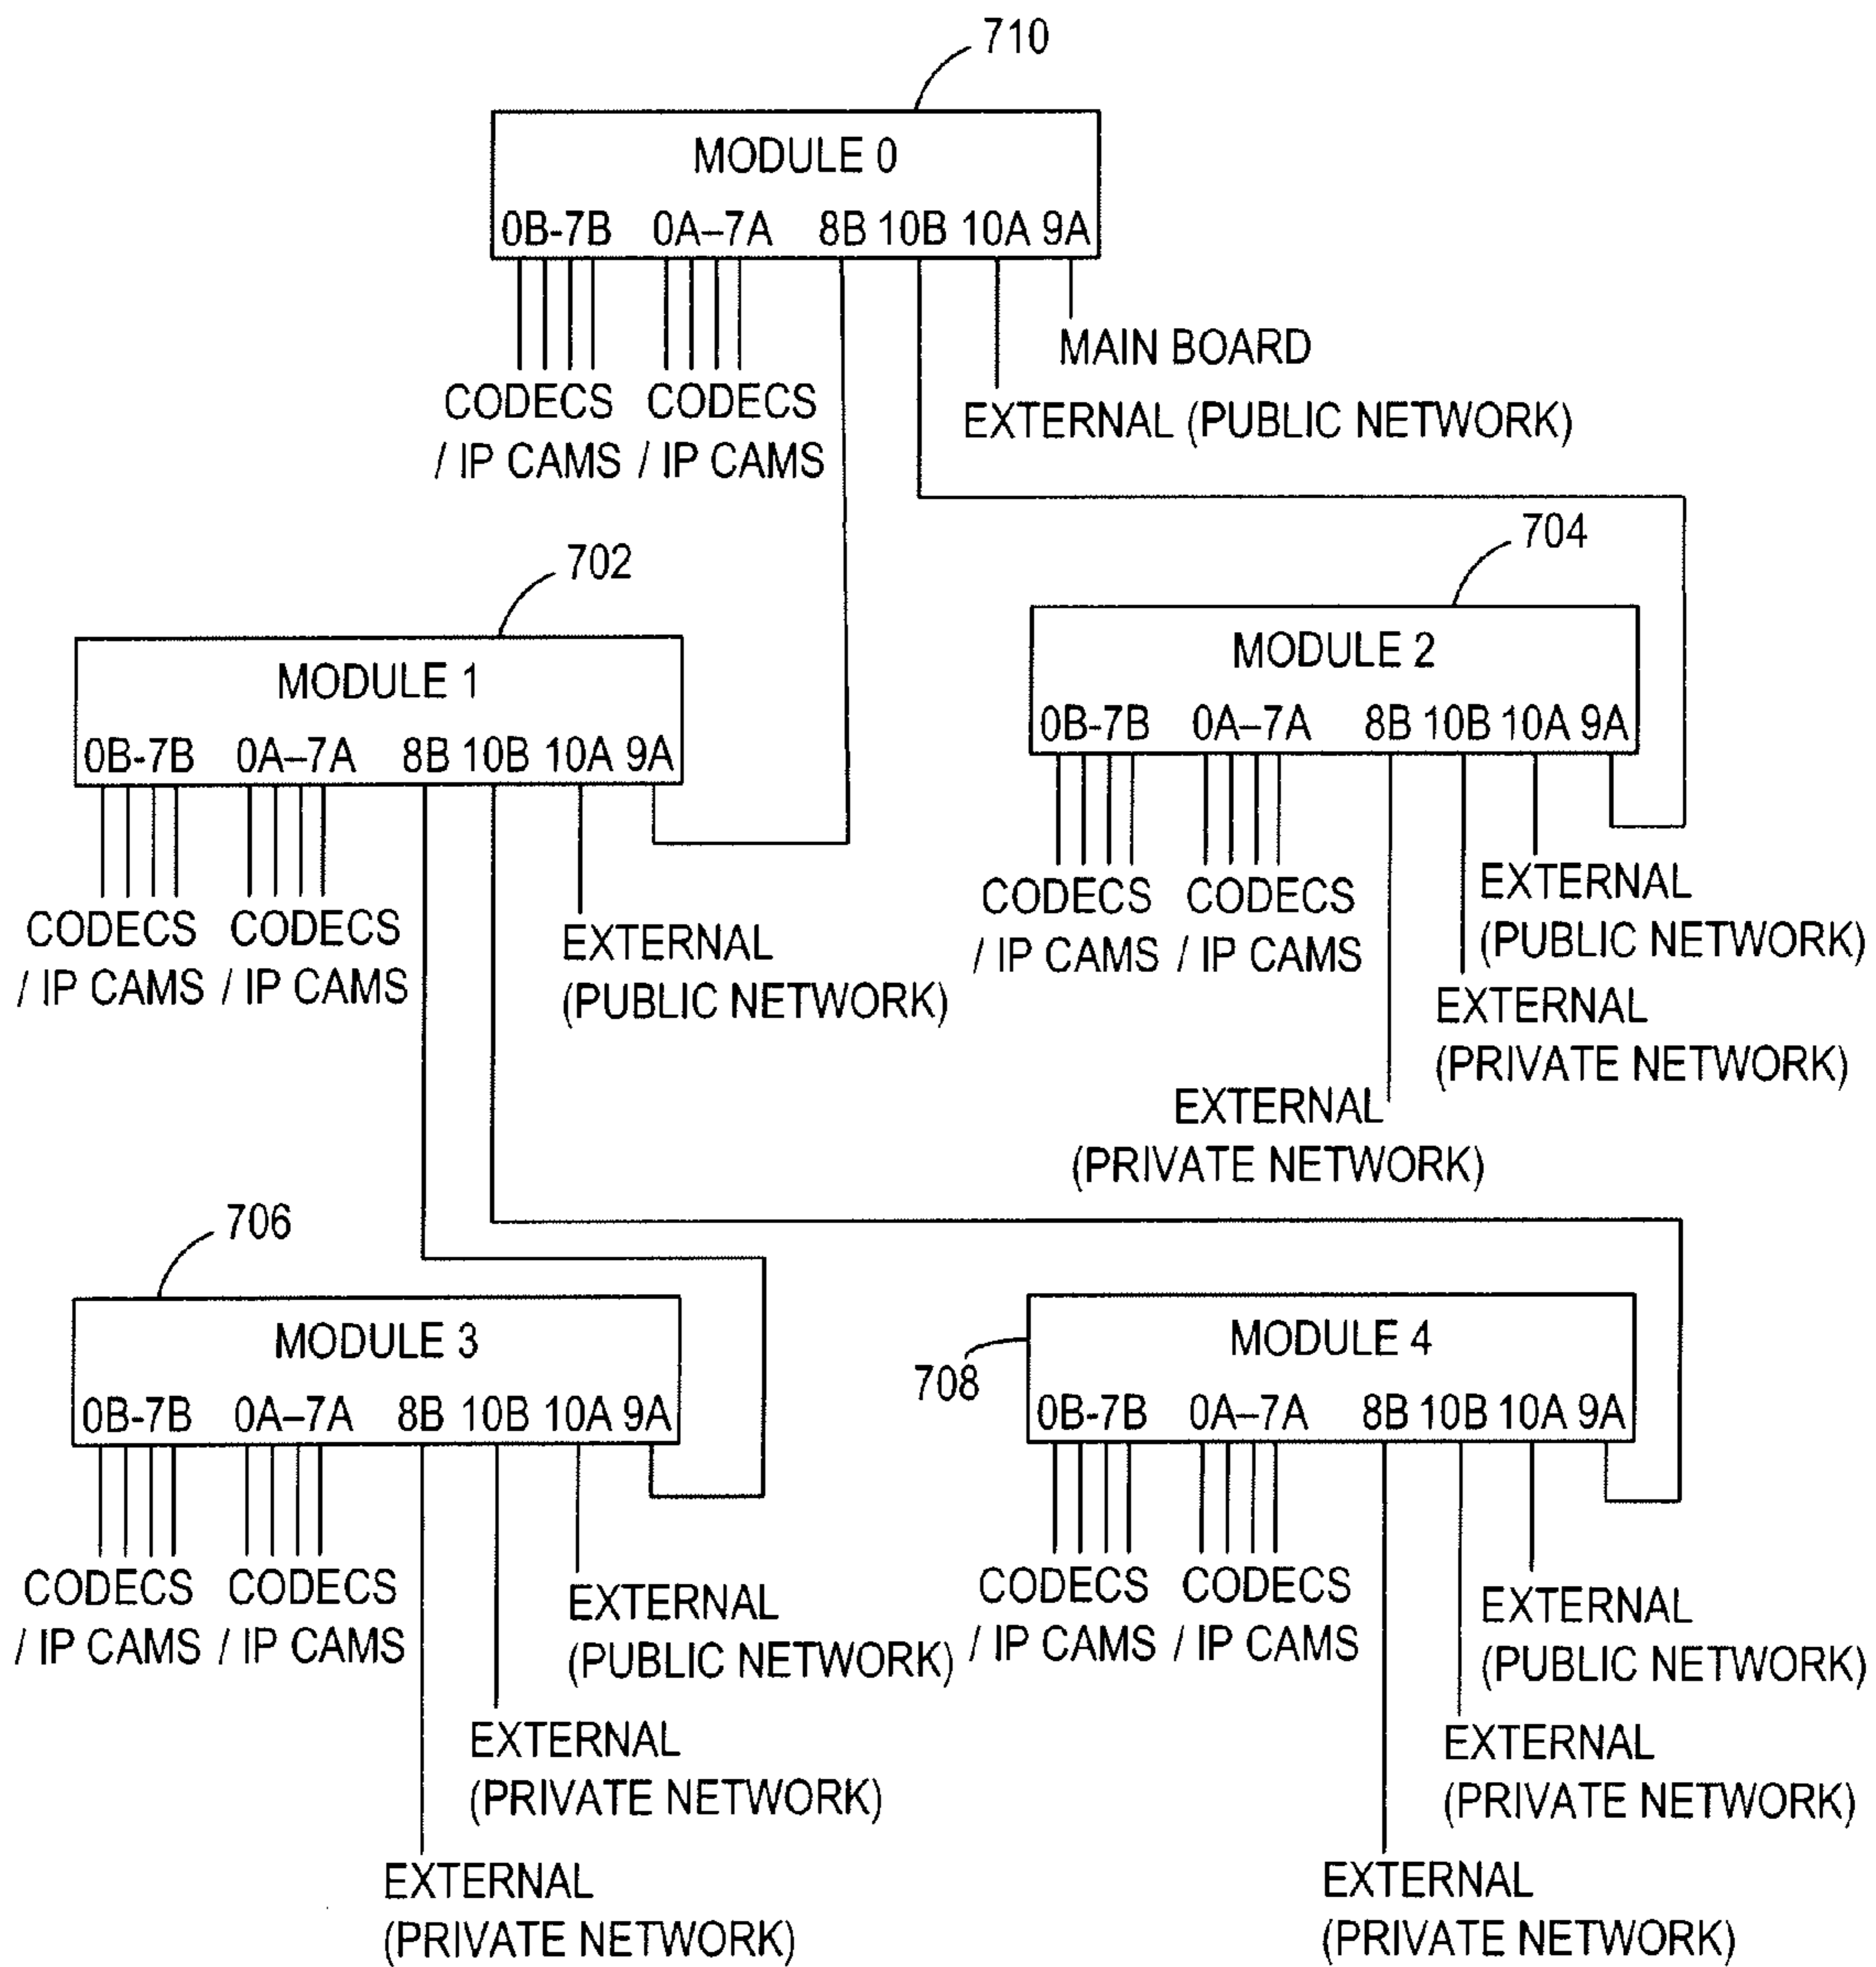 710
MODULE 0
0B-7B 0A–7A 8B 10B 10A 9A
MAIN BOARD
EXTERNAL (PUBLIC NETWORK)
CODECS CODECS
/ IP CAMS / IP CAMS
702
MODULE 1
0B-7B 0A–7A 8B 10B 10A 9A
CODECS CODECS
/ IP CAMS / IP CAMS
EXTERNAL
(PUBLIC NETWORK)
704
MODULE 2
0B-7B 0A–7A 8B 10B 10A 9A
CODECS CODECS
/ IP CAMS / IP CAMS
EXTERNAL
(PUBLIC NETWORK)
EXTERNAL
(PRIVATE NETWORK)
EXTERNAL
(PRIVATE NETWORK)
706
MODULE 3
0B-7B 0A–7A 8B 10B 10A 9A
CODECS CODECS
/ IP CAMS / IP CAMS
EXTERNAL
(PUBLIC NETWORK)
EXTERNAL
(PRIVATE NETWORK)
EXTERNAL
(PRIVATE NETWORK)
708
MODULE 4
0B-7B 0A–7A 8B 10B 10A 9A
CODECS CODECS
/ IP CAMS / IP CAMS
EXTERNAL
(PUBLIC NETWORK)
EXTERNAL
(PRIVATE NETWORK)
EXTERNAL
(PRIVATE NETWORK)